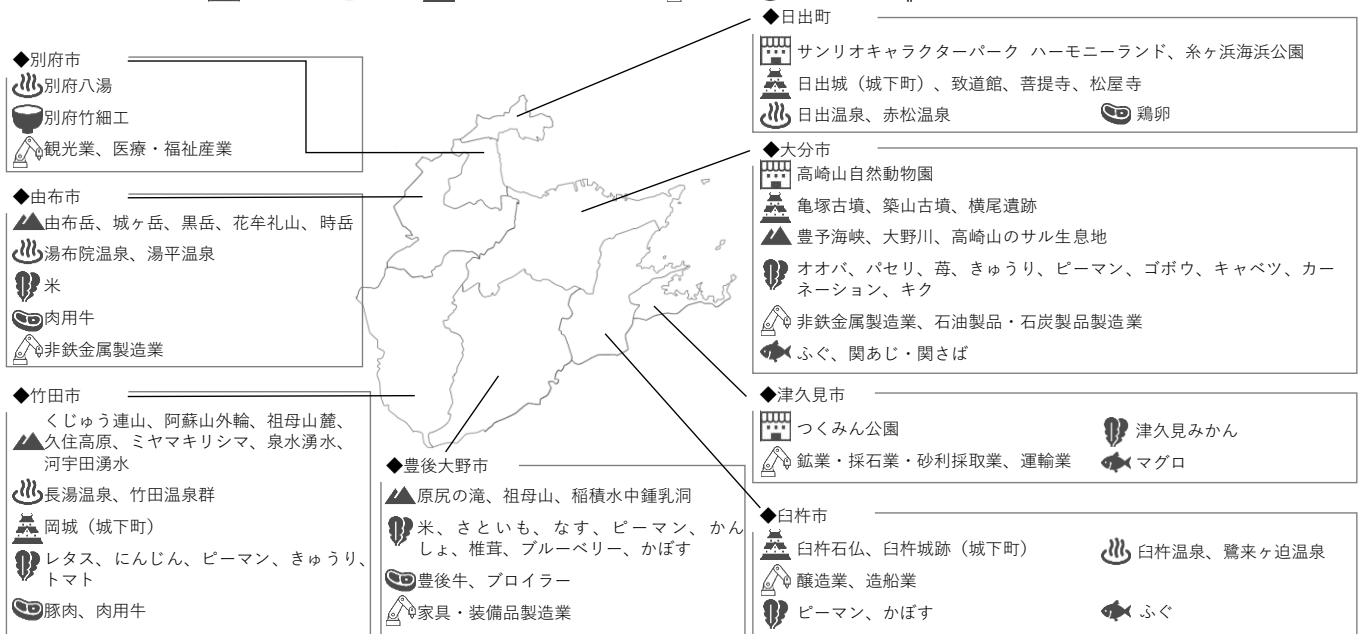 ◆別府市
別府八湯
別府竹細工
観光業、医療・福祉産業
◆由布市
由布岳、城ヶ岳、黒岳、花牟礼山、時岳
湯布院温泉、湯平温泉
米
肉用牛
非鉄金属製造業
◆竹田市
くじゅう連山、阿蘇山外輪、祖母山麓、
久住高原、ミヤマキリシマ、泉水湧水、
河宇田湧水
長湯温泉、竹田温泉群
岡城（城下町）
レタス、にんじん、ピーマン、きゅうり、
トマト
豚肉、肉用牛
◆豊後大野市
原尻の滝、祖母山、稲積水中鍾乳洞
米、さといも、なす、ピーマン、かん
しょ、椎茸、ブルーベリー、かぼす
豊後牛、ブロイラー
家具・装備品製造業
◆日出町
サンリオキャラクターパーク ハーモニーランド、糸ヶ浜海浜公園
日出城（城下町）、致道館、菩提寺、松屋寺
日出温泉、赤松温泉 鶏卵
◆大分市
高崎山自然動物園
亀塚古墳、築山古墳、横尾遺跡
豊予海峡、大野川、高崎山のサル生息地
オオバ、パセリ、苺、きゅうり、ピーマン、ゴボウ、キャベツ、カー
ネーション、キク
非鉄金属製造業、石油製品・石炭製品製造業
ふぐ、関あじ・関さば
◆津久見市
つくみん公園 津久見みかん
鉱業・採石業・砂利採取業、運輸業 マグロ
◆臼杵市
臼杵石仏、臼杵城跡（城下町） 臼杵温泉、鷺来ヶ迫温泉
醸造業、造船業
ピーマン、かぼす ふぐ